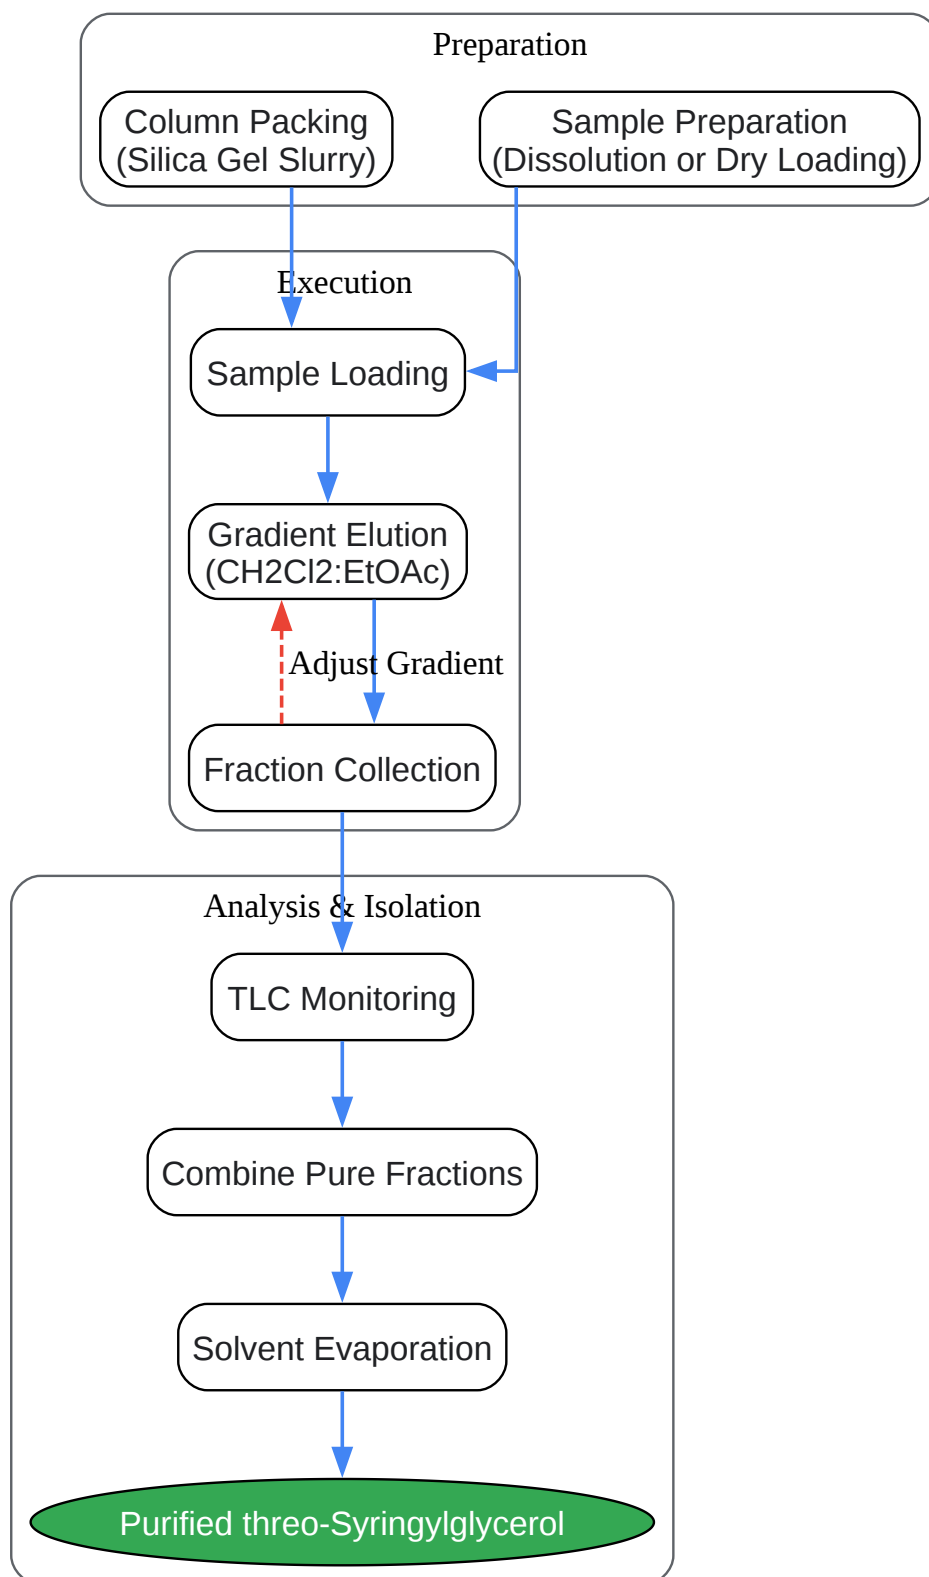 Preparation
Column Packing
(Silica Gel Slurry)
Sample Preparation
(Dissolution or Dry Loading)
Execution
Sample Loading
Gradient Elution
(CH2Cl2:EtOAc)
Adjust Gradient
Fraction Collection
Analysis & Isolation
TLC Monitoring
Combine Pure Fractions
Solvent Evaporation
Purified threo-Syringylglycerol